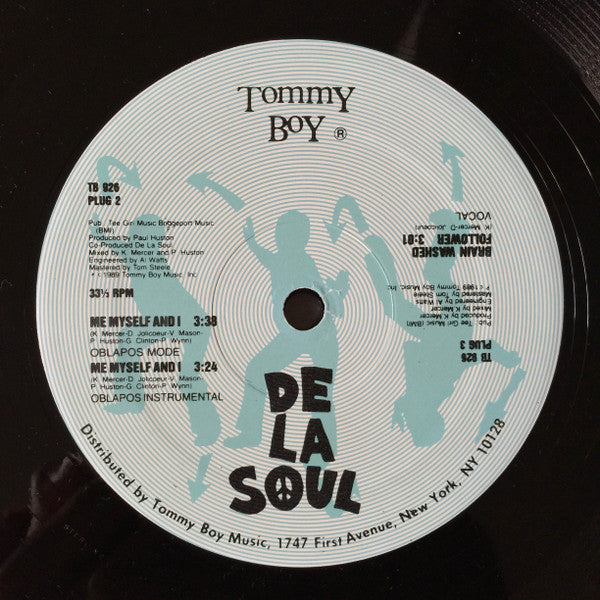 TOMMY
BOY ®
TB 926
PLUG 2
Pub. Tee Girl Music Bridgeport Music
(BMI)
Produced by Paul Huston
Co-Produced De La Soul
Mixed by K. Mercer and P. Huston
Engineered by Al Watts
Mastered by Tom Steele
℗ © 1989 Tommy Boy Music, Inc.
33⅓ RPM
ME MYSELF AND I 3:38
(K. Mercer-D. Jolicoeur-V. Mason-
P. Huston-G. Clinton-P. Wynn)
OBLAPOS MODE
ME MYSELF AND I 3:24
(K. Mercer-D. Jolicoeur-V. Mason-
P. Huston-G. Clinton-P. Wynn)
OBLAPOS INSTRUMENTAL
TB 926
PLUG 3
Pub. Tee Girl Music (BMI)
Produced by K. Mercer
Mixed by K. Mercer
Engineered by Al Watts
Mastered by Tom Steele
℗ © 1989 Tommy Boy Music, Inc.
BRAIN WASHED
FOLLOWER 3:01
(K. Mercer-D. Jolicoeur)
VOCAL
DE
LA
SOUL
Distributed by Tommy Boy Music, 1747 First Avenue, New York, NY 10128